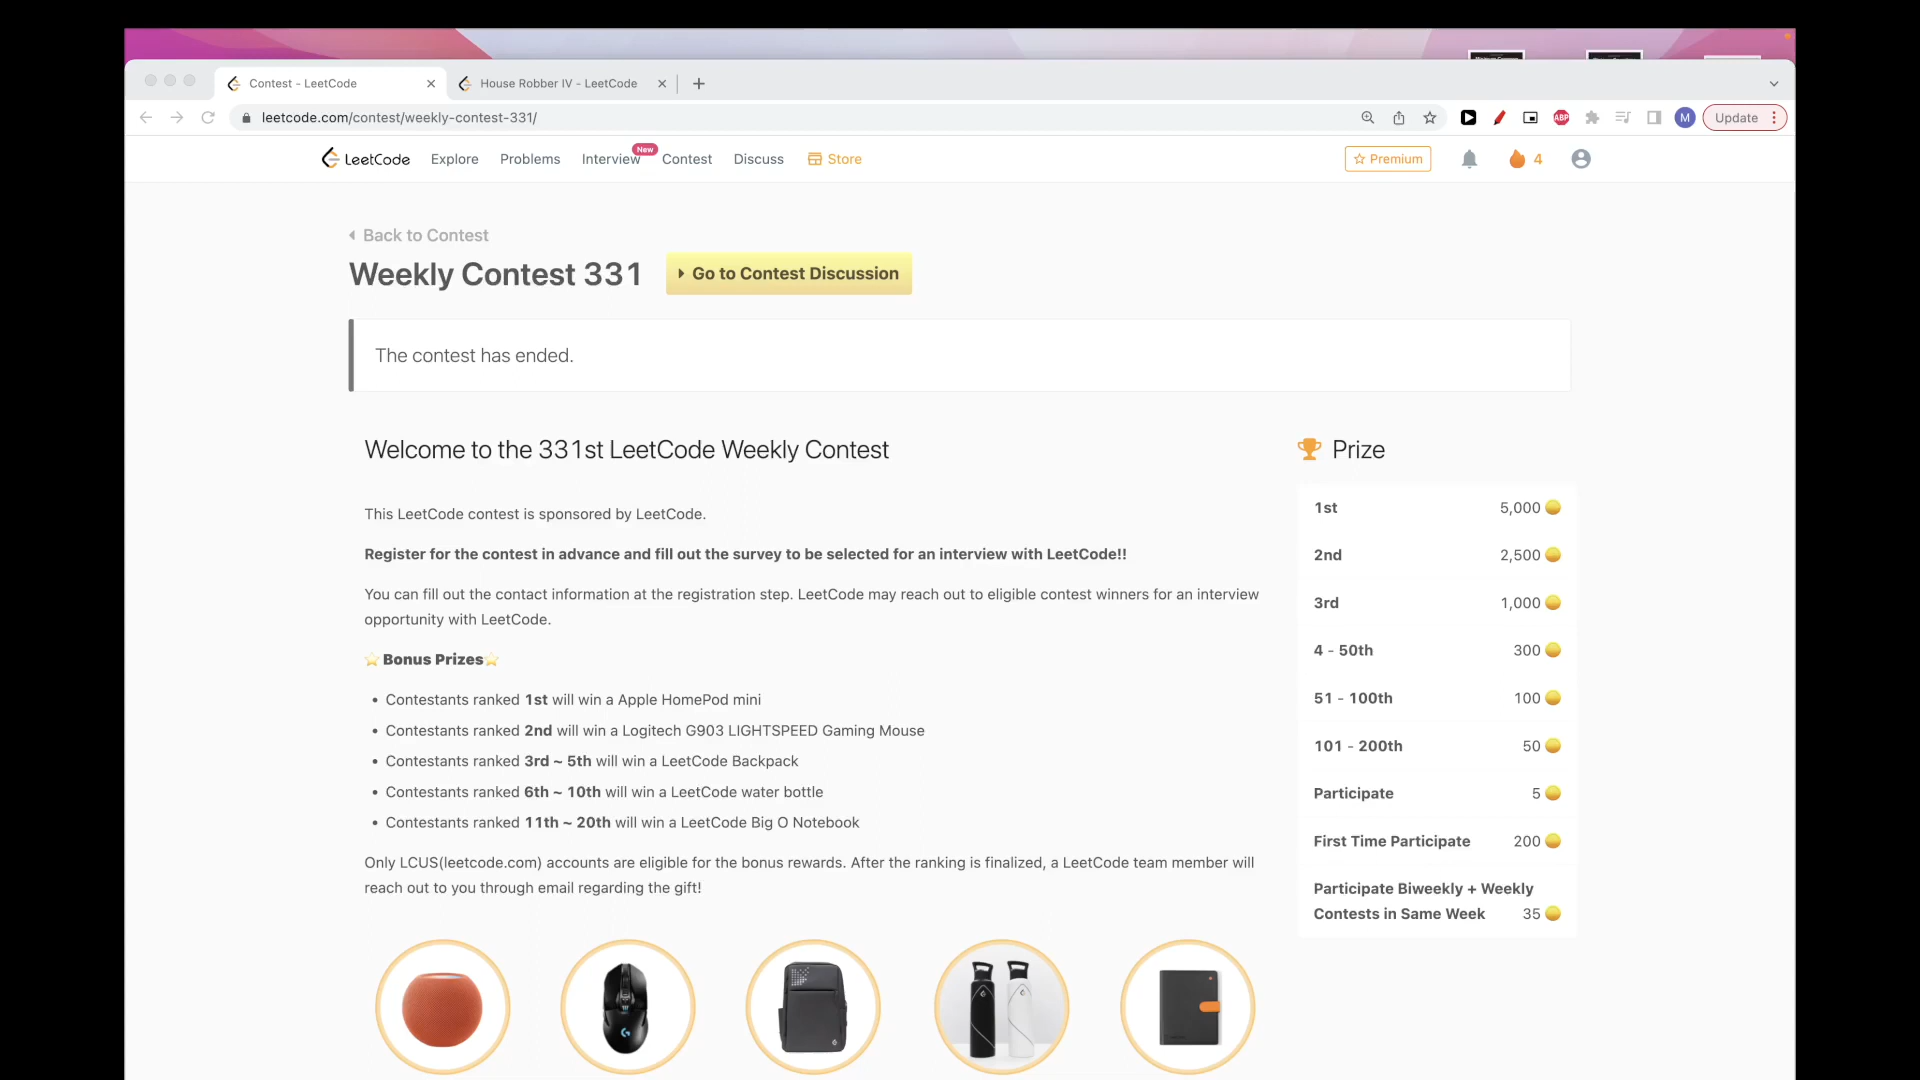 Contest - LeetCode
House Robber IV - LeetCode
leetcode.com/contest/weekly-contest-331/
ABP
M
Update
LeetCode
Explore
Problems
Interview
New
Contest
Discuss
Store
Premium
4
Back to Contest
Weekly Contest 331
Go to Contest Discussion
The contest has ended.
Welcome to the 331st LeetCode Weekly Contest
This LeetCode contest is sponsored by LeetCode.
Register for the contest in advance and fill out the survey to be selected for an interview with LeetCode!!
You can fill out the contact information at the registration step. LeetCode may reach out to eligible contest winners for an interview
opportunity with LeetCode.
⭐Bonus Prizes⭐
• Contestants ranked 1st will win a Apple HomePod mini
• Contestants ranked 2nd will win a Logitech G903 LIGHTSPEED Gaming Mouse
• Contestants ranked 3rd ~ 5th will win a LeetCode Backpack
• Contestants ranked 6th ~ 10th will win a LeetCode water bottle
• Contestants ranked 11th ~ 20th will win a LeetCode Big O Notebook
Only LCUS(leetcode.com) accounts are eligible for the bonus rewards. After the ranking is finalized, a LeetCode team member will
reach out to you through email regarding the gift!
Prize
1st 5,000
2nd 2,500
3rd 1,000
4 - 50th 300
51 - 100th 100
101 - 200th 50
Participate 5
First Time Participate 200
Participate Biweekly + Weekly
Contests in Same Week 35